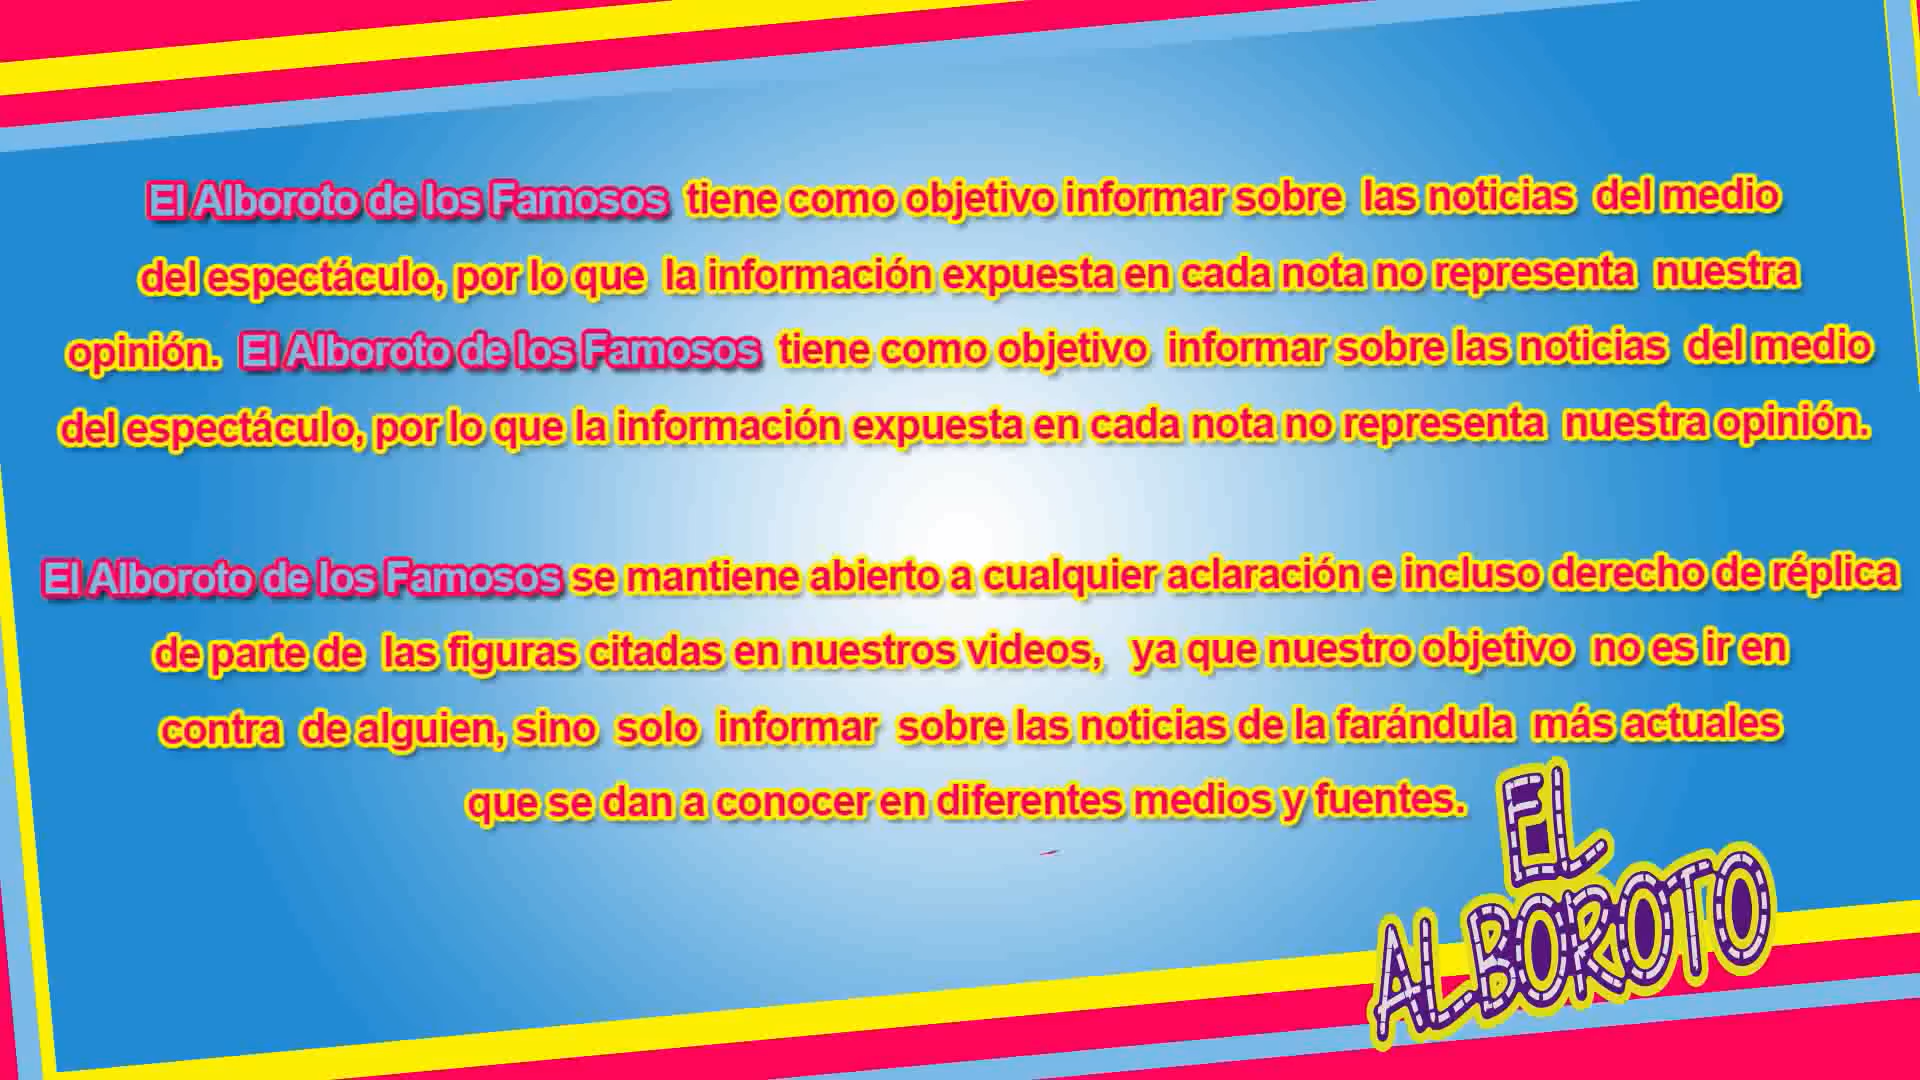 El Alboroto de los Famosos tiene como objetivo informar sobre las noticias del medio
del espectáculo, por lo que la información expuesta en cada nota no representa nuestra
opinión. El Alboroto de los Famosos tiene como objetivo informar sobre las noticias del medio
del espectáculo, por lo que la información expuesta en cada nota no representa nuestra opinión.
El Alboroto de los Famosos se mantiene abierto a cualquier aclaración e incluso derecho de réplica
de parte de las figuras citadas en nuestros videos, ya que nuestro objetivo no es ir en
contra de alguien, sino solo informar sobre las noticias de la farándula más actuales
que se dan a conocer en diferentes medios y fuentes.
EL
ALBOROTO